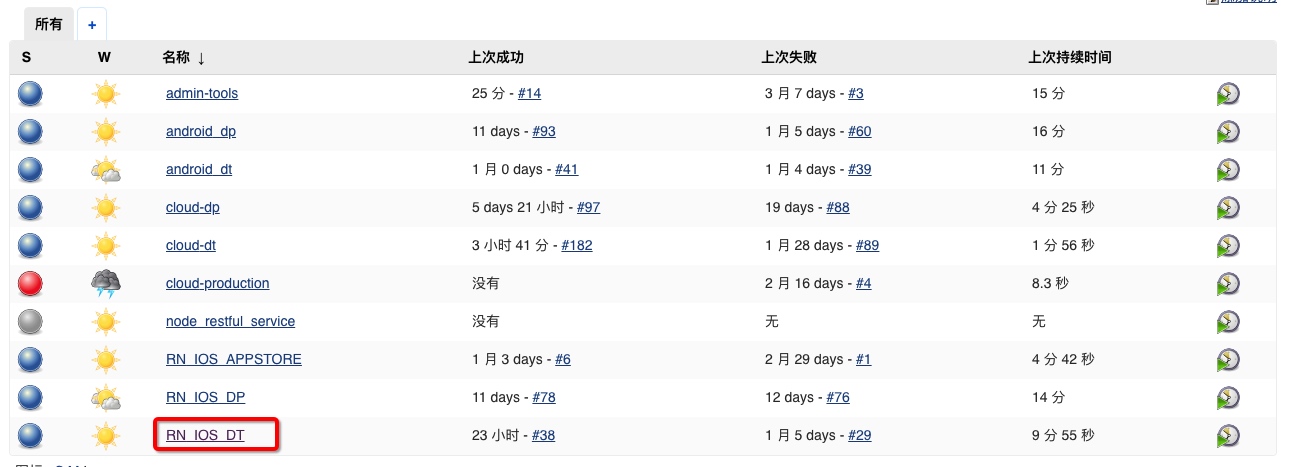 所有 +
S W 名称 ↓ 上次成功 上次失败 上次持续时间
admin-tools 25 分 - #14 3 月 7 days - #3 15 分
android_dp 11 days - #93 1 月 5 days - #60 16 分
android_dt 1 月 0 days - #41 1 月 4 days - #39 11 分
cloud-dp 5 days 21 小时 - #97 19 days - #88 4 分 25 秒
cloud-dt 3 小时 41 分 - #182 1 月 28 days - #89 1 分 56 秒
cloud-production 没有 2 月 16 days - #4 8.3 秒
node_restful_service 没有 无 无
RN_IOS_APPSTORE 1 月 3 days - #6 2 月 29 days - #1 4 分 42 秒
RN_IOS_DP 11 days - #78 12 days - #76 14 分
RN_IOS_DT 23 小时 - #38 1 月 5 days - #29 9 分 55 秒